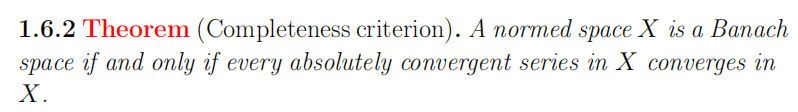 1.6.2 Theorem (Completeness criterion). A normed space X is a Banach
space if and only if every absolutely convergent series in X converges in
X.